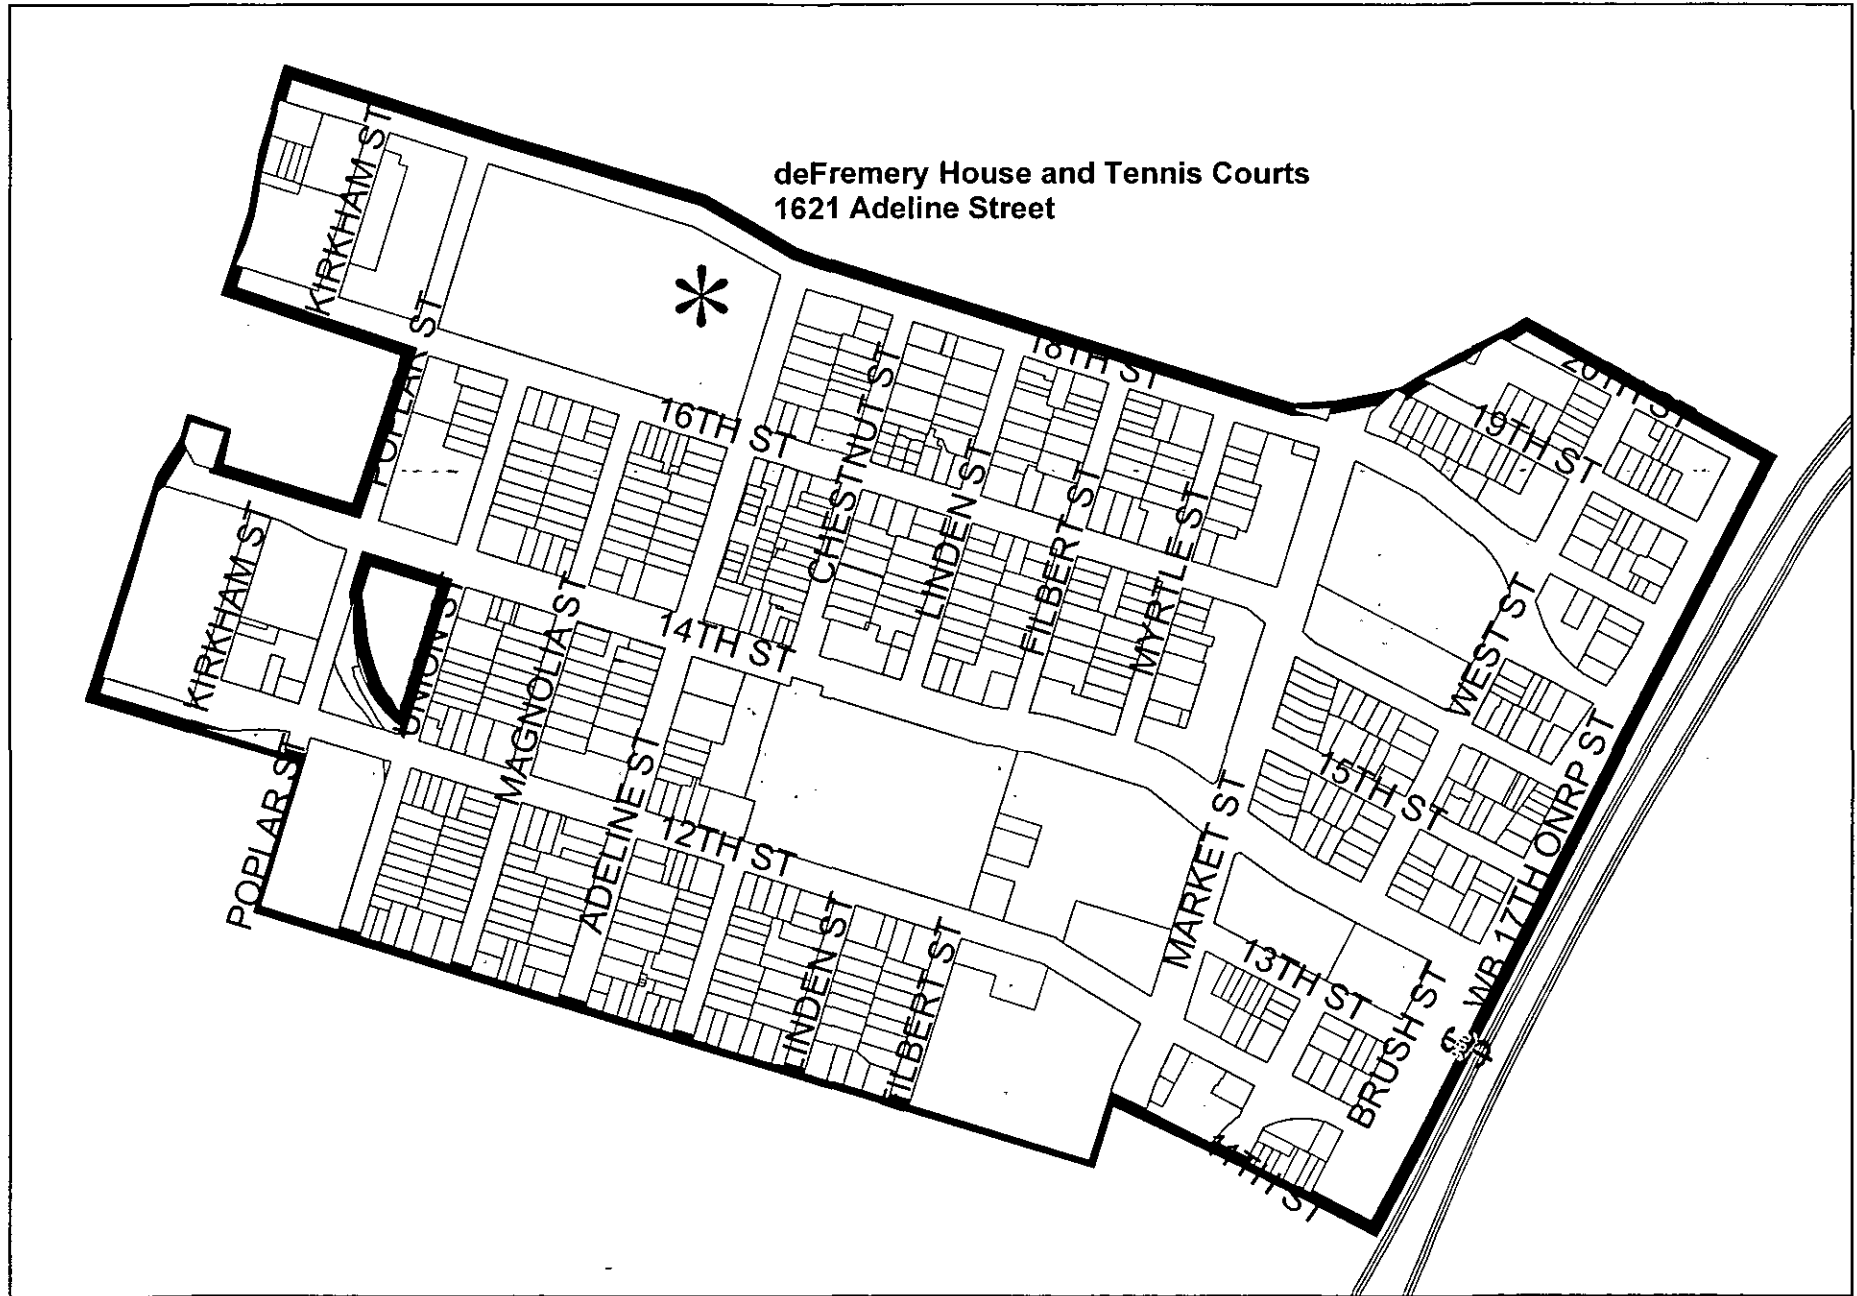 deFremery House and Tennis Courts
1621 Adeline Street
KIRKHAM ST
POPLAR ST
18TH ST
20TH ST
19TH ST
16TH ST
CHESTNUT ST
LINDEN ST
FILBERT ST
MYRTLE ST
KIRKHAM ST
UNION ST
MAGNOLIA ST
14TH ST
WEST ST
POPLAR ST
ADELINE ST
12TH ST
15TH ST
MARKET ST
WB 17TH ONRP ST
LINDEN ST
FILBERT ST
13TH ST
BRUSH ST
11TH ST